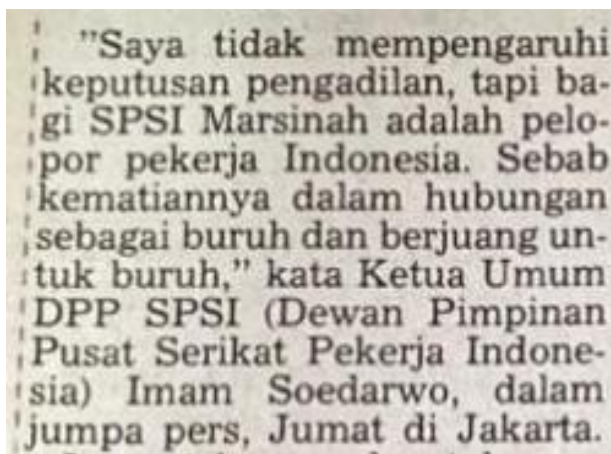 "Saya tidak mempengaruhi
keputusan pengadilan, tapi ba-
gi SPSI Marsinah adalah pelo-
por pekerja Indonesia. Sebab
kematiannya dalam hubungan
sebagai buruh dan berjuang un-
tuk buruh," kata Ketua Umum
DPP SPSI (Dewan Pimpinan
Pusat Serikat Pekerja Indone-
sia) Imam Soedarwo, dalam
jumpa pers, Jumat di Jakarta.